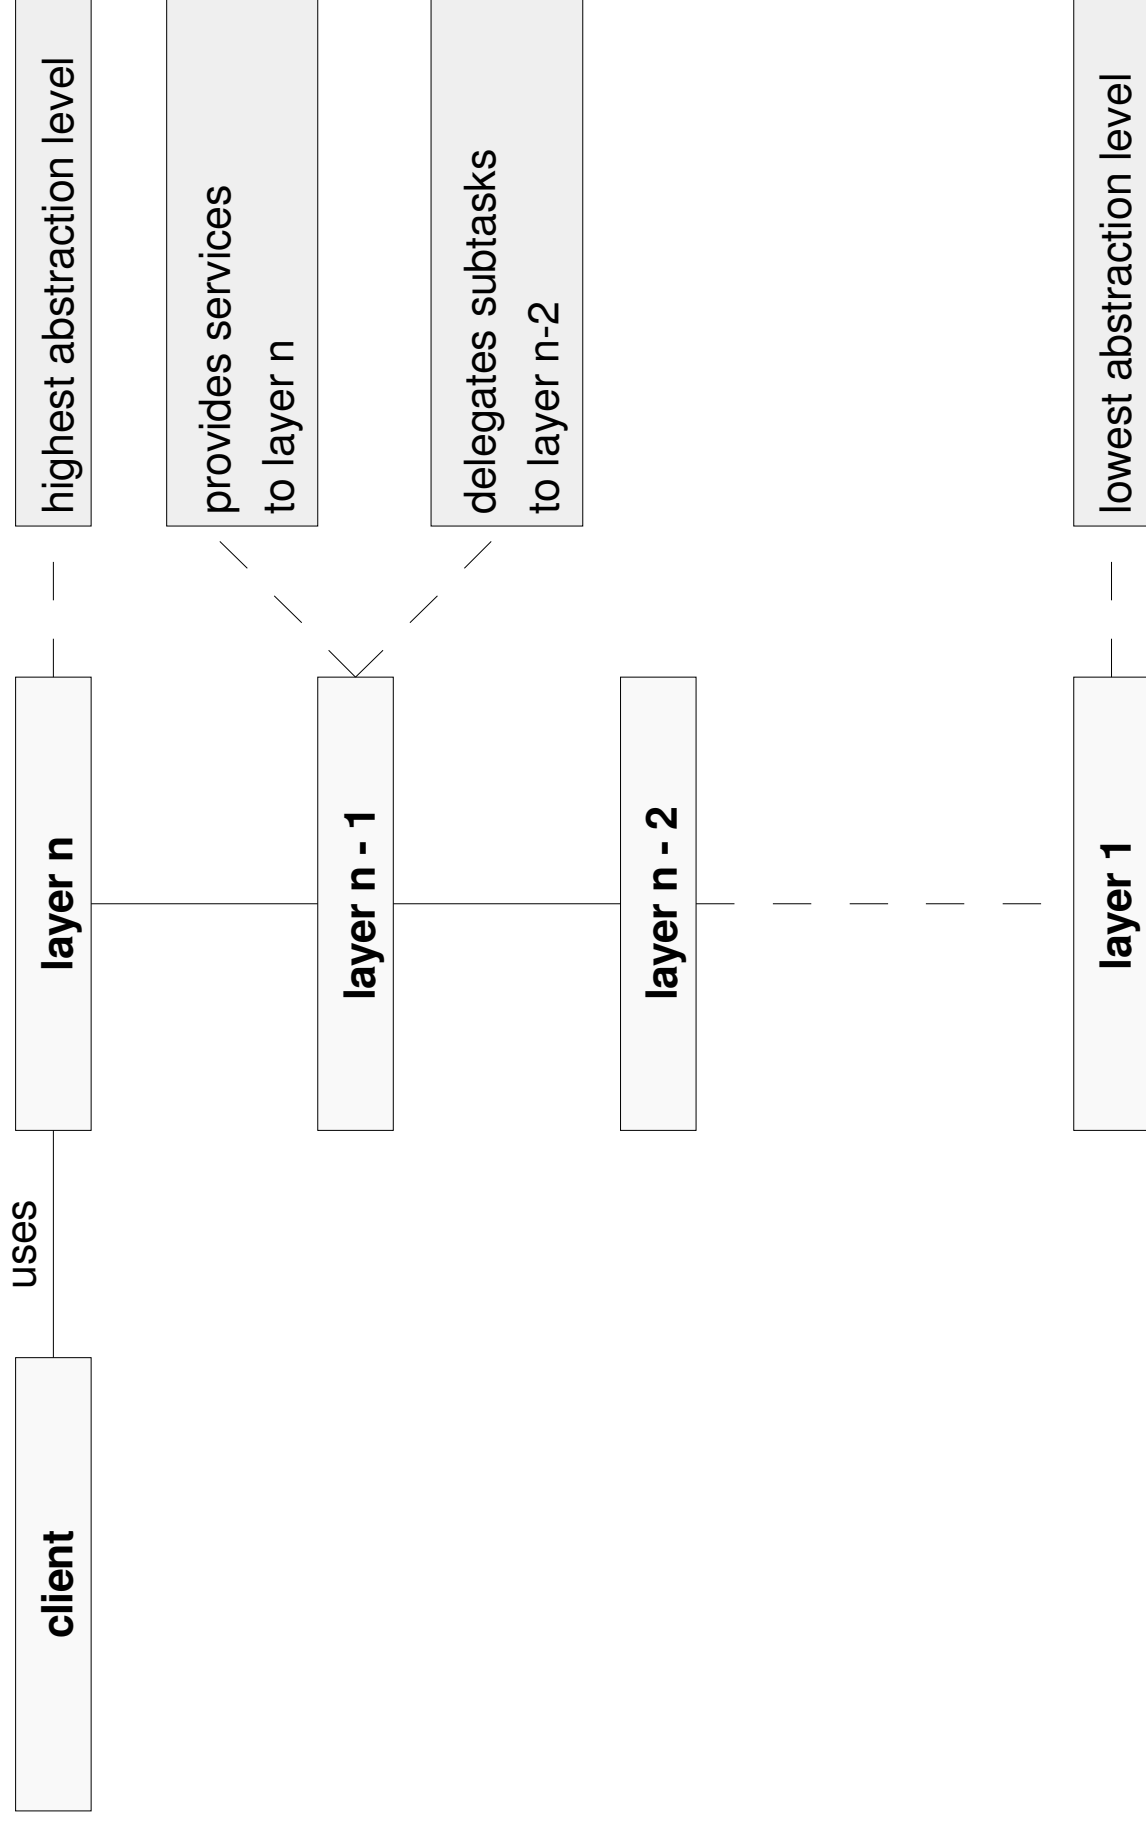 client
uses
layer n
highest abstraction level
layer n - 1
provides services
to layer n
delegates subtasks
to layer n-2
layer n - 2
layer 1
lowest abstraction level